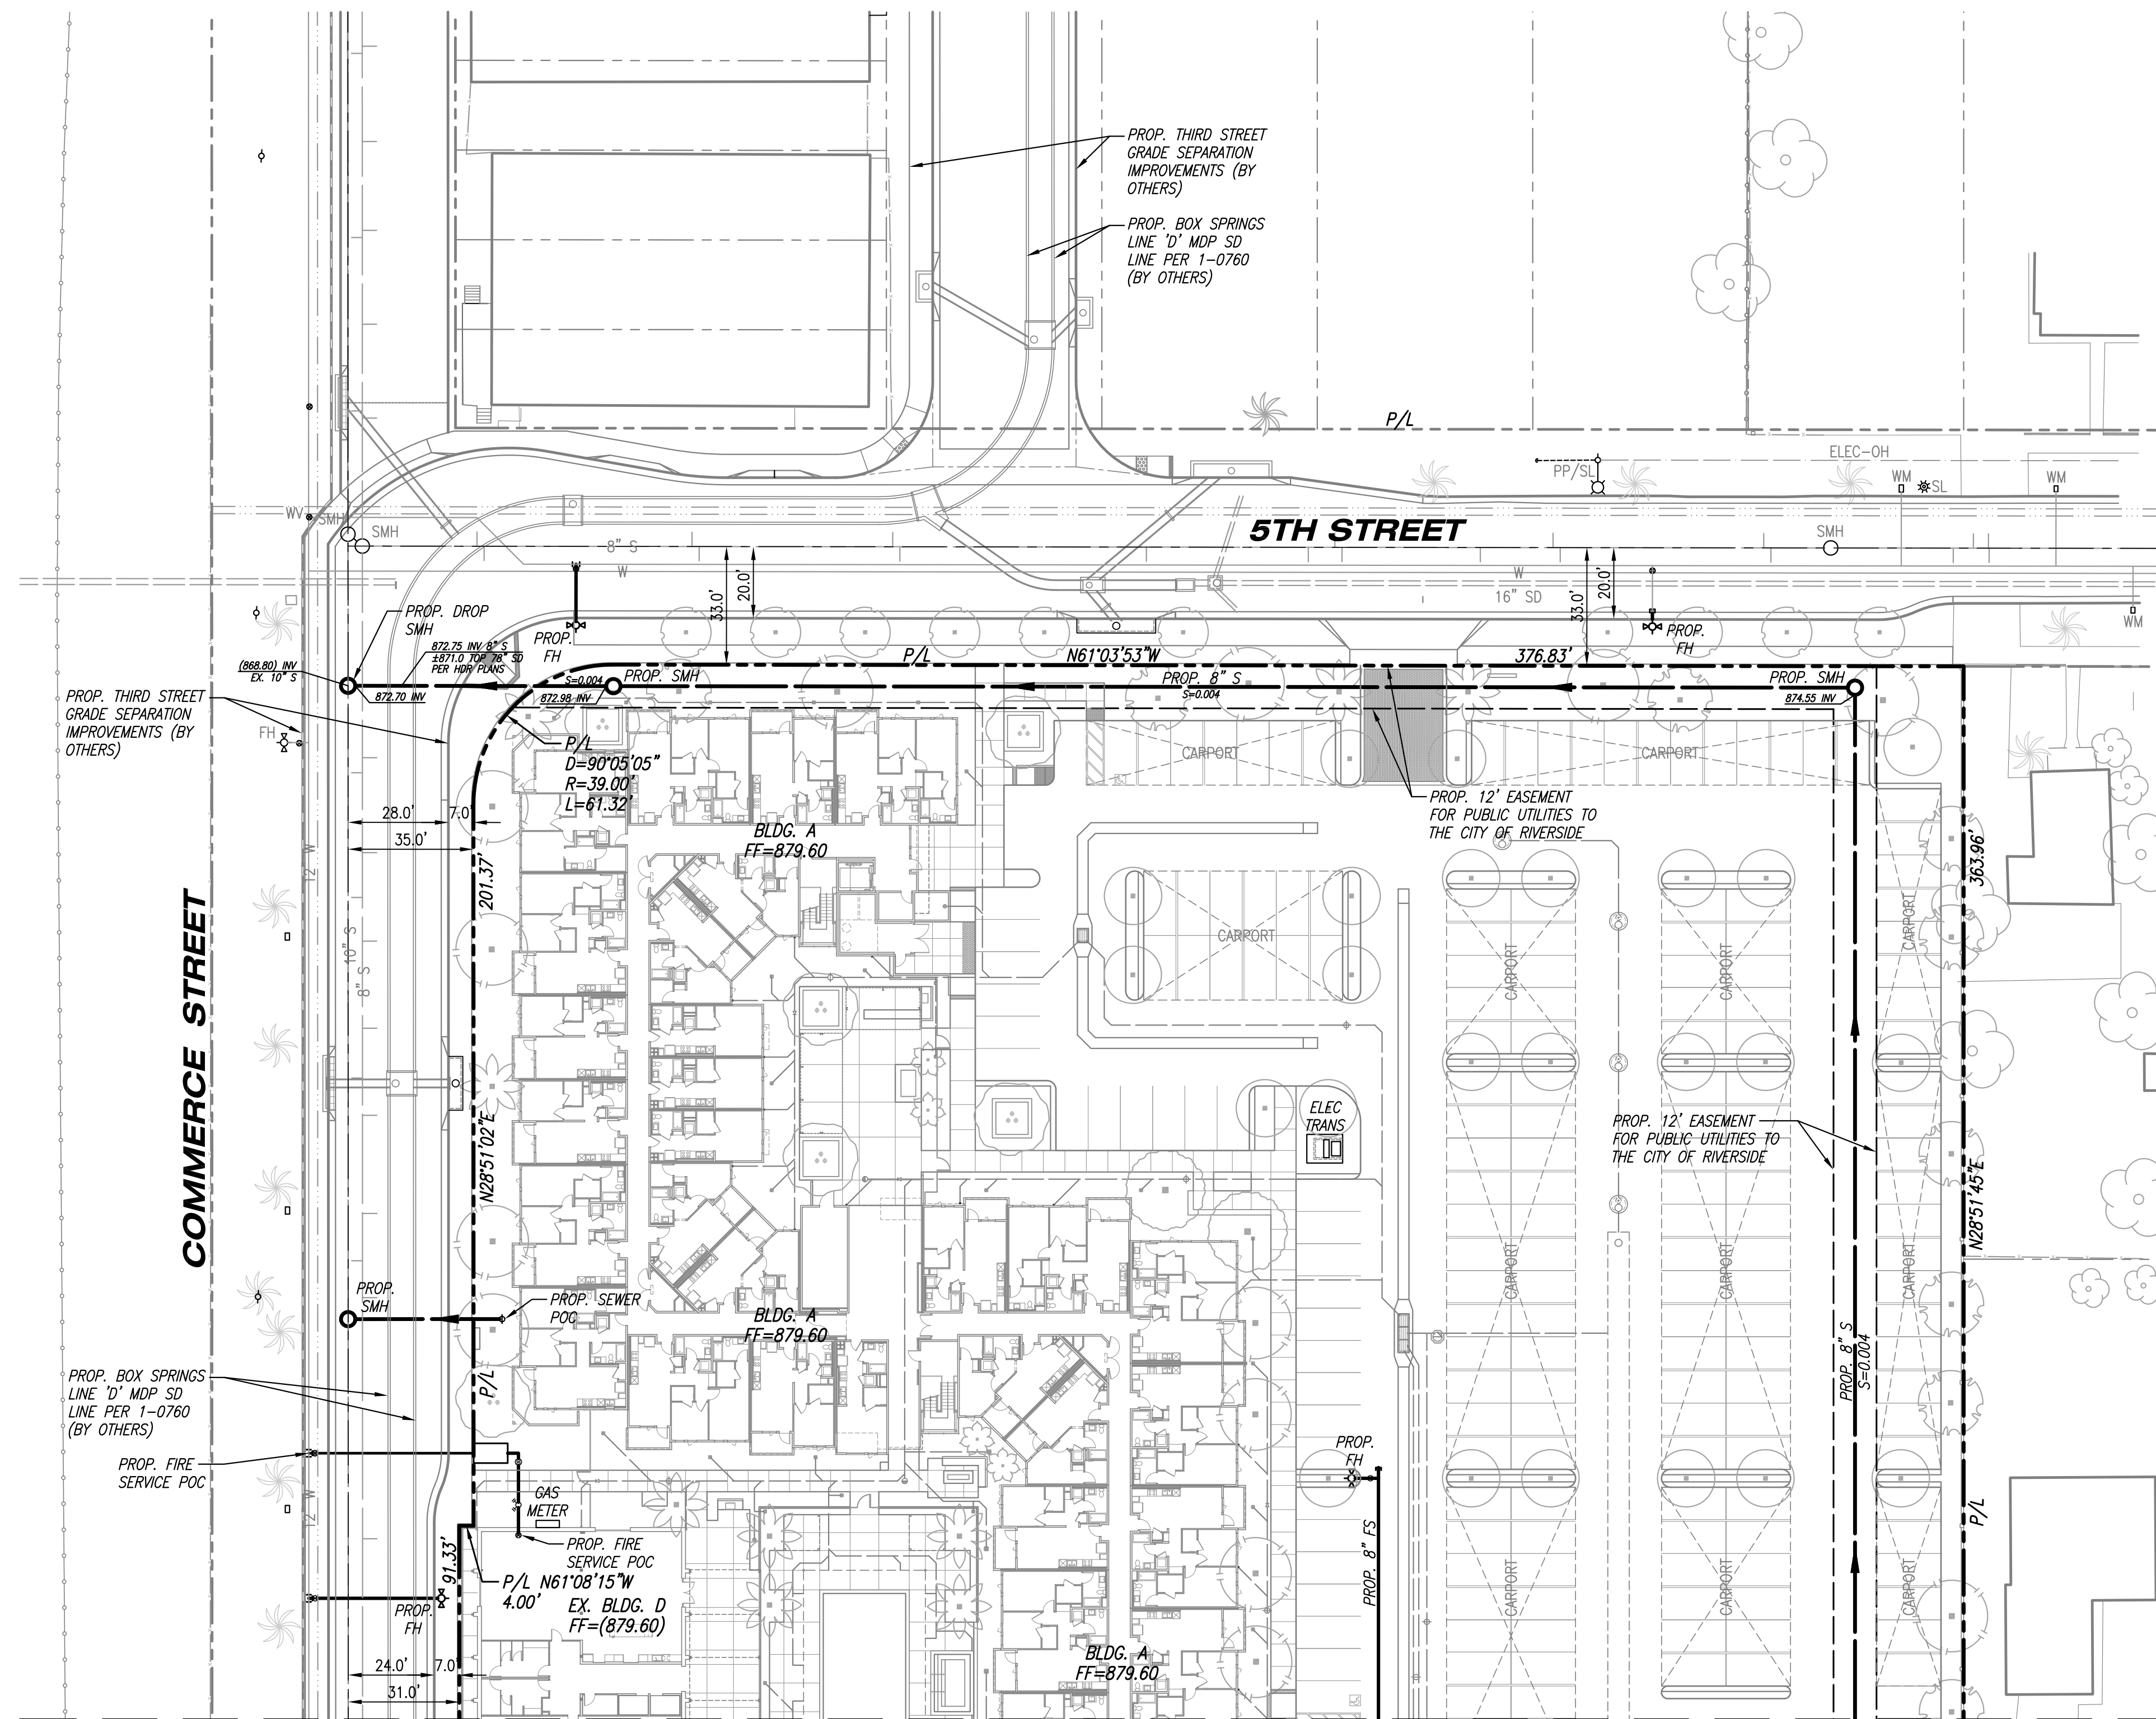 PROP. THIRD STREET
GRADE SEPARATION
IMPROVEMENTS (BY
OTHERS)
PROP. BOX SPRINGS
LINE 'D' MDP SD
LINE PER 1-0760
(BY OTHERS)
P/L
ELEC-OH
PP/SL
WM
SL
WM
WV
SMH
SMH
8" S
5TH STREET
SMH
W
W
16" SD
WM
33.0'
20.0'
33.0'
20.0'
PROP. DROP
SMH
872.75 INV 8" S
±871.0 TOP 78" SD
PER HDR PLANS
(868.80) INV
EX. 10" S
872.70 INV
PROP.
FH
P/L
N61°03'53"W
376.83'
PROP.
FH
S=0.004
PROP. SMH
872.98 INV
PROP. 8" S
S=0.004
PROP. SMH
874.55 INV
PROP. THIRD STREET
GRADE SEPARATION
IMPROVEMENTS (BY
OTHERS)
FH
P/L
D=90°05'05"
R=39.00'
L=61.32'
CARPORT
CARPORT
PROP. 12' EASEMENT
FOR PUBLIC UTILITIES TO
THE CITY OF RIVERSIDE
28.0'
7.0'
35.0'
BLDG. A
FF=879.60
201.37'
363.96'
12" W
10" S
8" S
COMMERCE STREET
CARPORT
CARPORT
CARPORT
CARPORT
N28°51'02"E
ELEC
TRANS
PROP. 12' EASEMENT
FOR PUBLIC UTILITIES TO
THE CITY OF RIVERSIDE
N28°51'45"E
PROP.
SMH
PROP. SEWER
POC
BLDG. A
FF=879.60
CARPORT
CARPORT
CARPORT
PROP. 8" S
S=0.004
PROP. BOX SPRINGS
LINE 'D' MDP SD
LINE PER 1-0760
(BY OTHERS)
P/L
PROP. FIRE
SERVICE POC
PROP.
FH
12" W
GAS
METER
PROP. FIRE
SERVICE POC
91.33'
P/L N61°08'15"W
4.00'
EX. BLDG. D
FF=(879.60)
PROP. 8" FS
P/L
CARPORT
CARPORT
CARPORT
PROP.
FH
24.0'
7.0'
31.0'
BLDG. A
FF=879.60